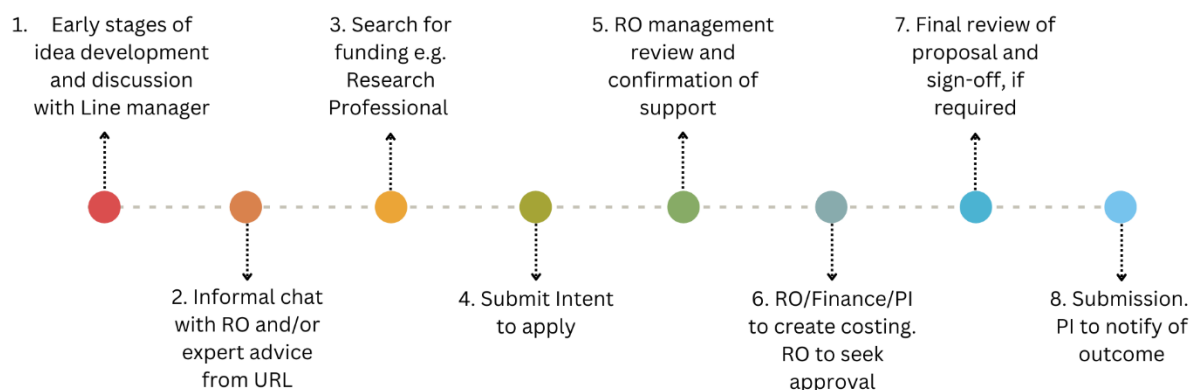 1. Early stages of
idea development
and discussion
with Line manager
2. Informal chat
with RO and/or
expert advice
from URL
3. Search for
funding e.g.
Research
Professional
4. Submit Intent
to apply
5. RO management
review and
confirmation of
support
6. RO/Finance/PI
to create costing.
RO to seek
approval
7. Final review of
proposal and
sign-off, if
required
8. Submission.
PI to notify of
outcome